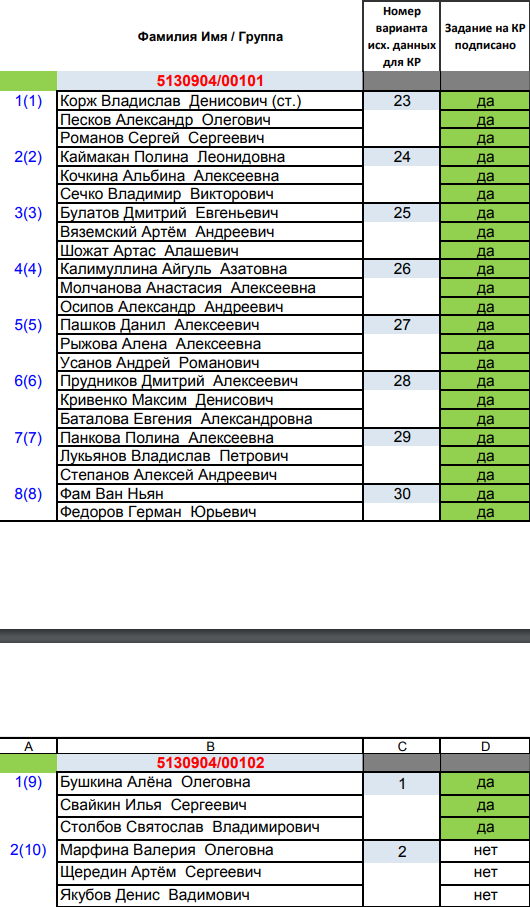 Фамилия Имя / Группа
Номер варианта исх. данных для КР
Задание на КР подписано
5130904/00101
1(1) Корж Владислав Денисович (ст.) 23 да
Песков Александр Олегович да
Романов Сергей Сергеевич да
2(2) Каймакан Полина Леонидовна 24 да
Кочкина Альбина Алексеевна да
Сечко Владимир Викторович да
3(3) Булатов Дмитрий Евгеньевич 25 да
Вяземский Артём Андреевич да
Шожат Артас Алашевич да
4(4) Калимуллина Айгуль Азатовна 26 да
Молчанова Анастасия Алексеевна да
Осипов Александр Андреевич да
5(5) Пашков Данил Алексеевич 27 да
Рыжова Алена Алексеевна да
Усанов Андрей Романович да
6(6) Прудников Дмитрий Алексеевич 28 да
Кривенко Максим Денисович да
Баталова Евгения Александровна да
7(7) Панкова Полина Алексеевна 29 да
Лукьянов Владислав Петрович да
Степанов Алексей Андреевич да
8(8) Фам Ван Ньян 30 да
Федоров Герман Юрьевич да
A B C D
5130904/00102
1(9) Бушкина Алёна Олеговна 1 да
Свайкин Илья Сергеевич да
Столбов Святослав Владимирович да
2(10) Марфина Валерия Олеговна 2 нет
Щередин Артём Сергеевич нет
Якубов Денис Вадимович нет